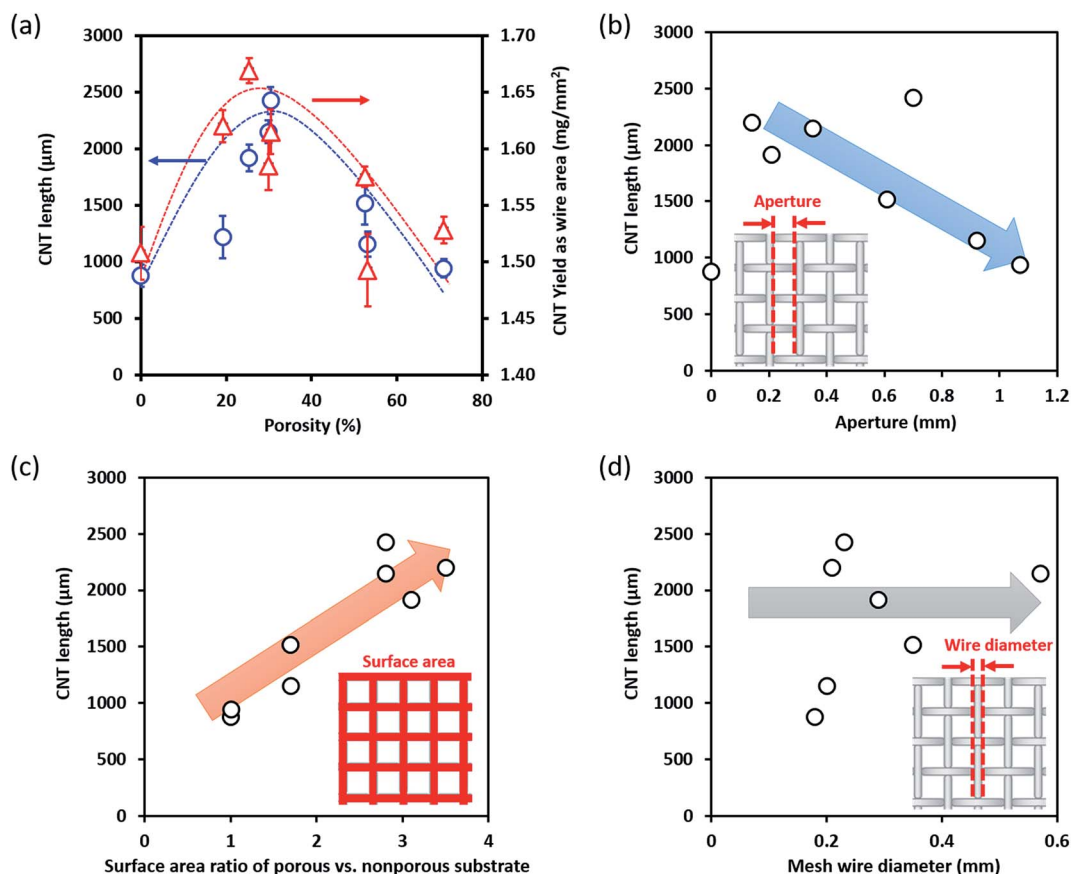 (a)
3000
2500
2000
1500
1000
500
0
CNT length (µm)
1.70
1.65
1.60
1.55
1.50
1.45
1.40
CNT Yield as wire area (mg/mm²)
0 20 40 60 80
Porosity (%)
(b)
3000
2500
2000
1500
1000
500
0
CNT length (µm)
Aperture
0 0.2 0.4 0.6 0.8 1 1.2
Aperture (mm)
(c)
3000
2500
2000
1500
1000
500
0
CNT length (µm)
Surface area
0 1 2 3 4
Surface area ratio of porous vs. nonporous substrate
(d)
3000
2500
2000
1500
1000
500
0
CNT length (µm)
Wire diameter
0 0.2 0.4 0.6
Mesh wire diameter (mm)